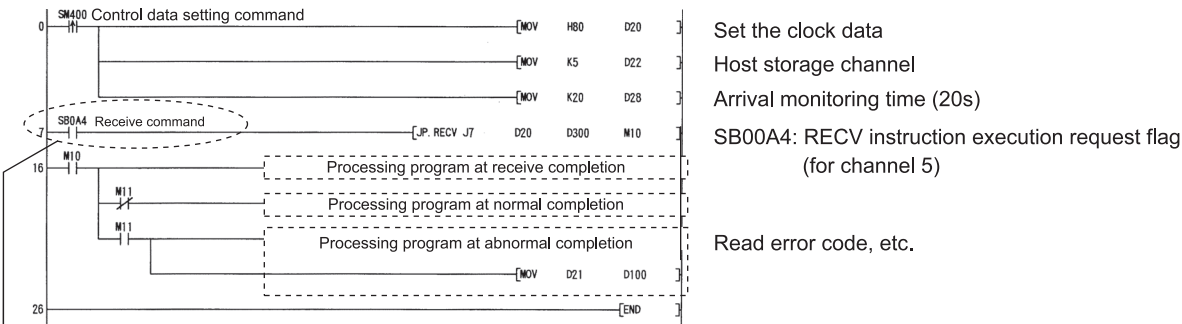 SM400 Control data setting command
0 [MOV H80 D20 ] Set the clock data
[MOV K5 D22 ] Host storage channel
[MOV K20 D28 ] Arrival monitoring time (20s)
SB0A4 Receive command
7 [JP. RECV J7 D20 D300 M10 ] SB00A4: RECV instruction execution request flag
(for channel 5)
M10
16 Processing program at receive completion
M11
Processing program at normal completion
M11
Processing program at abnormal completion Read error code, etc.
[MOV D21 D100 ]
26 [END ]